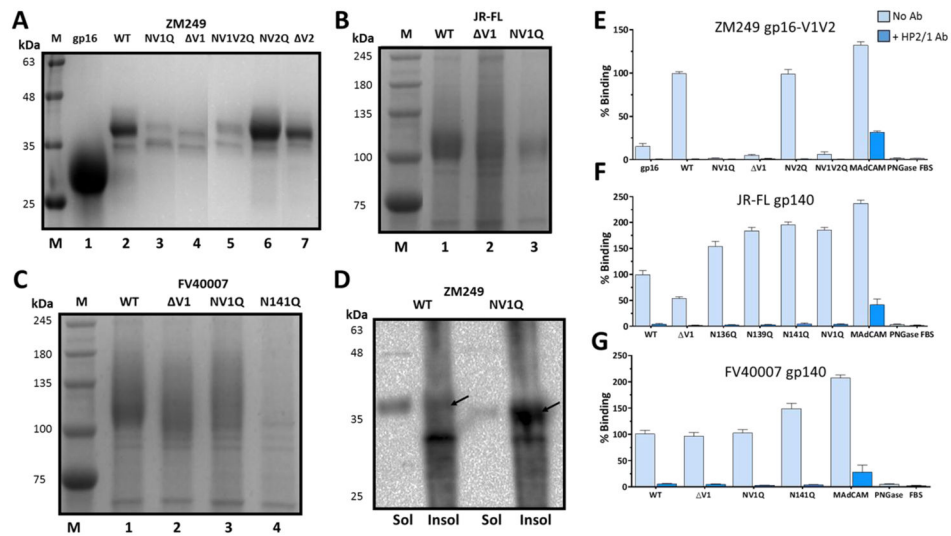 A
ZM249
kDa M gp16 WT NV1Q ΔV1 NV1V2Q NV2Q ΔV2
63
48
35
25
M 1 2 3 4 5 6 7
B
JR-FL
kDa M WT ΔV1 NV1Q
245
180
135
100
75
M 1 2 3
C
FV40007
kDa M WT ΔV1 NV1Q N141Q
245
180
135
100
75
M 1 2 3 4
D
ZM249
kDa WT NV1Q
63
48
35
25
Sol Insol Sol Insol
E
ZM249 gp16-V1V2
No Ab
+ HP2/1 Ab
% Binding
100
50
0
gp16 WT NV1Q ΔV1 NV2Q NV1V2Q MAdCAM PNGase FBS
F
JR-FL gp140
% Binding
250
200
150
100
50
0
WT ΔV1 N136Q N139Q N141Q NV1Q MAdCAM PNGase FBS
G
FV40007 gp140
% Binding
250
200
150
100
50
0
WT ΔV1 NV1Q N141Q MAdCAM PNGase FBS